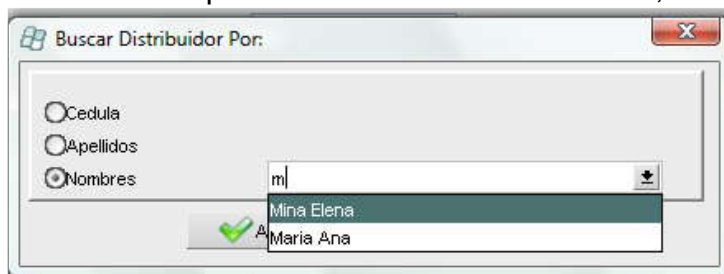 Buscar Distribuidor Por:
Cedula
Apellidos
Nombres m
Mina Elena
Maria Ana